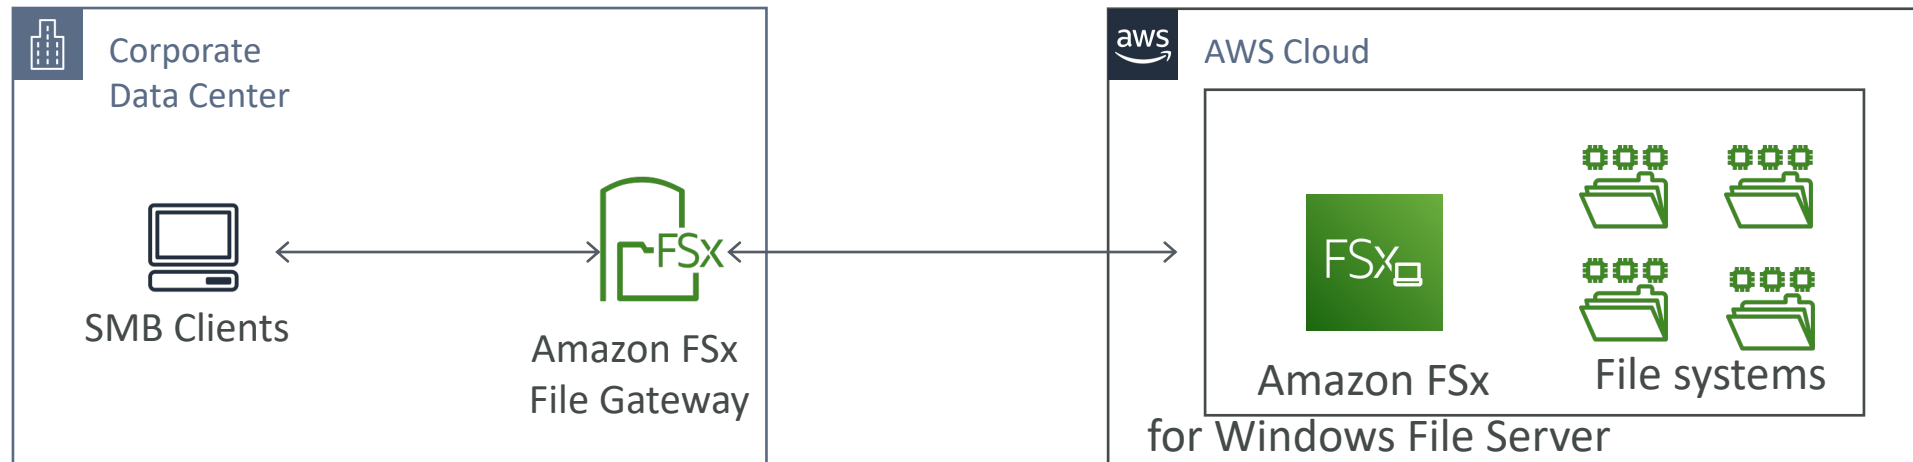 Corporate
Data Center
SMB Clients
FSx
Amazon FSx
File Gateway
aws
AWS Cloud
FSx
Amazon FSx
for Windows File Server
File systems